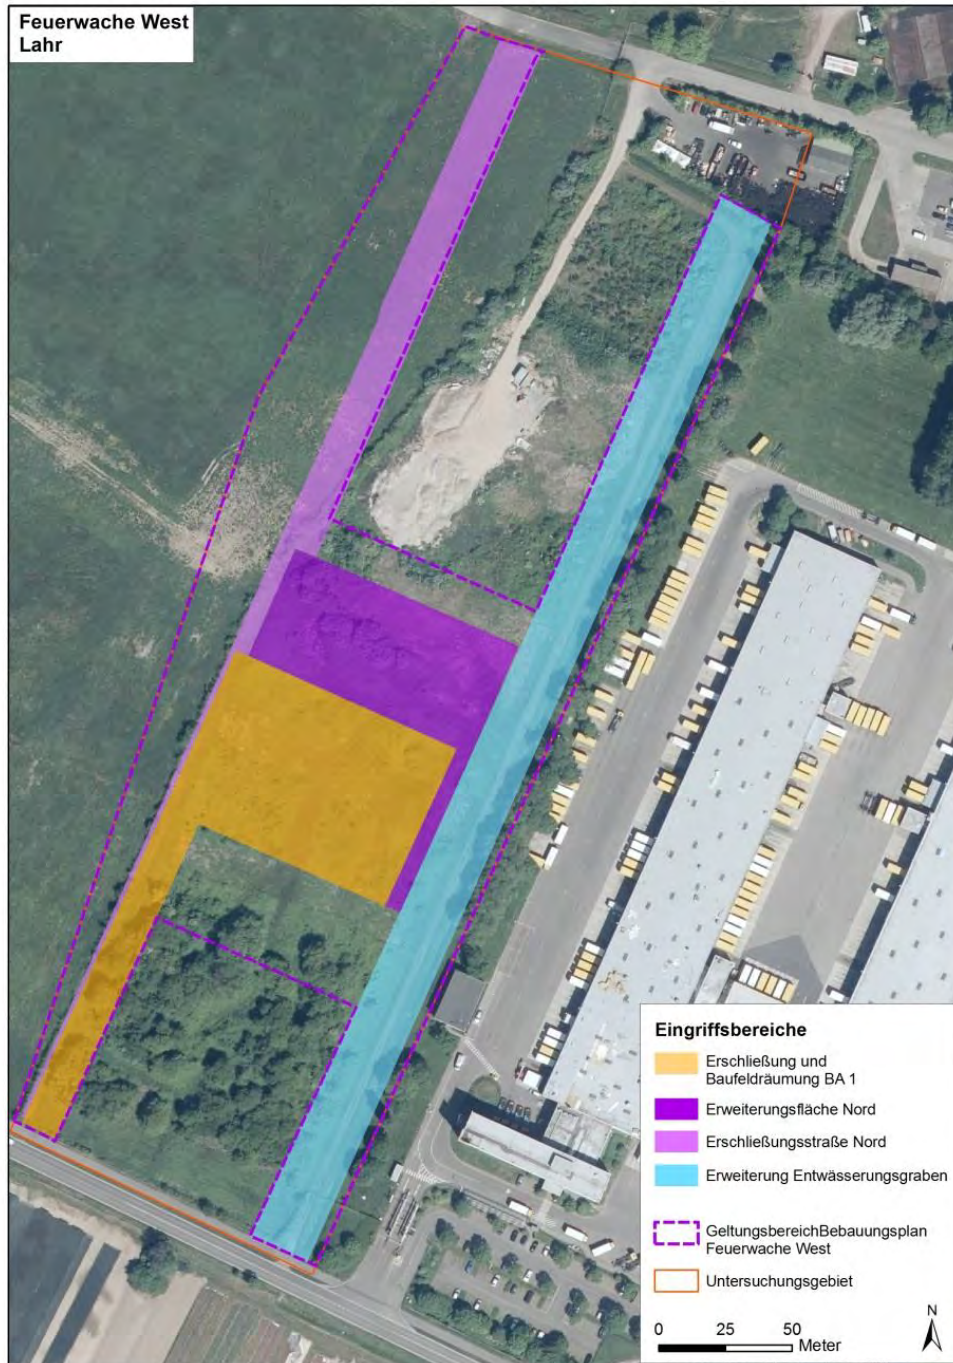 Feuerwache West
Lahr
Eingriffsbereiche
Erschließung und
Baufeldräumung BA 1
Erweiterungsfläche Nord
Erschließungsstraße Nord
Erweiterung Entwässerungsgraben
GeltungsbereichBebauungsplan
Feuerwache West
Untersuchungsgebiet
0 25 50
Meter
N